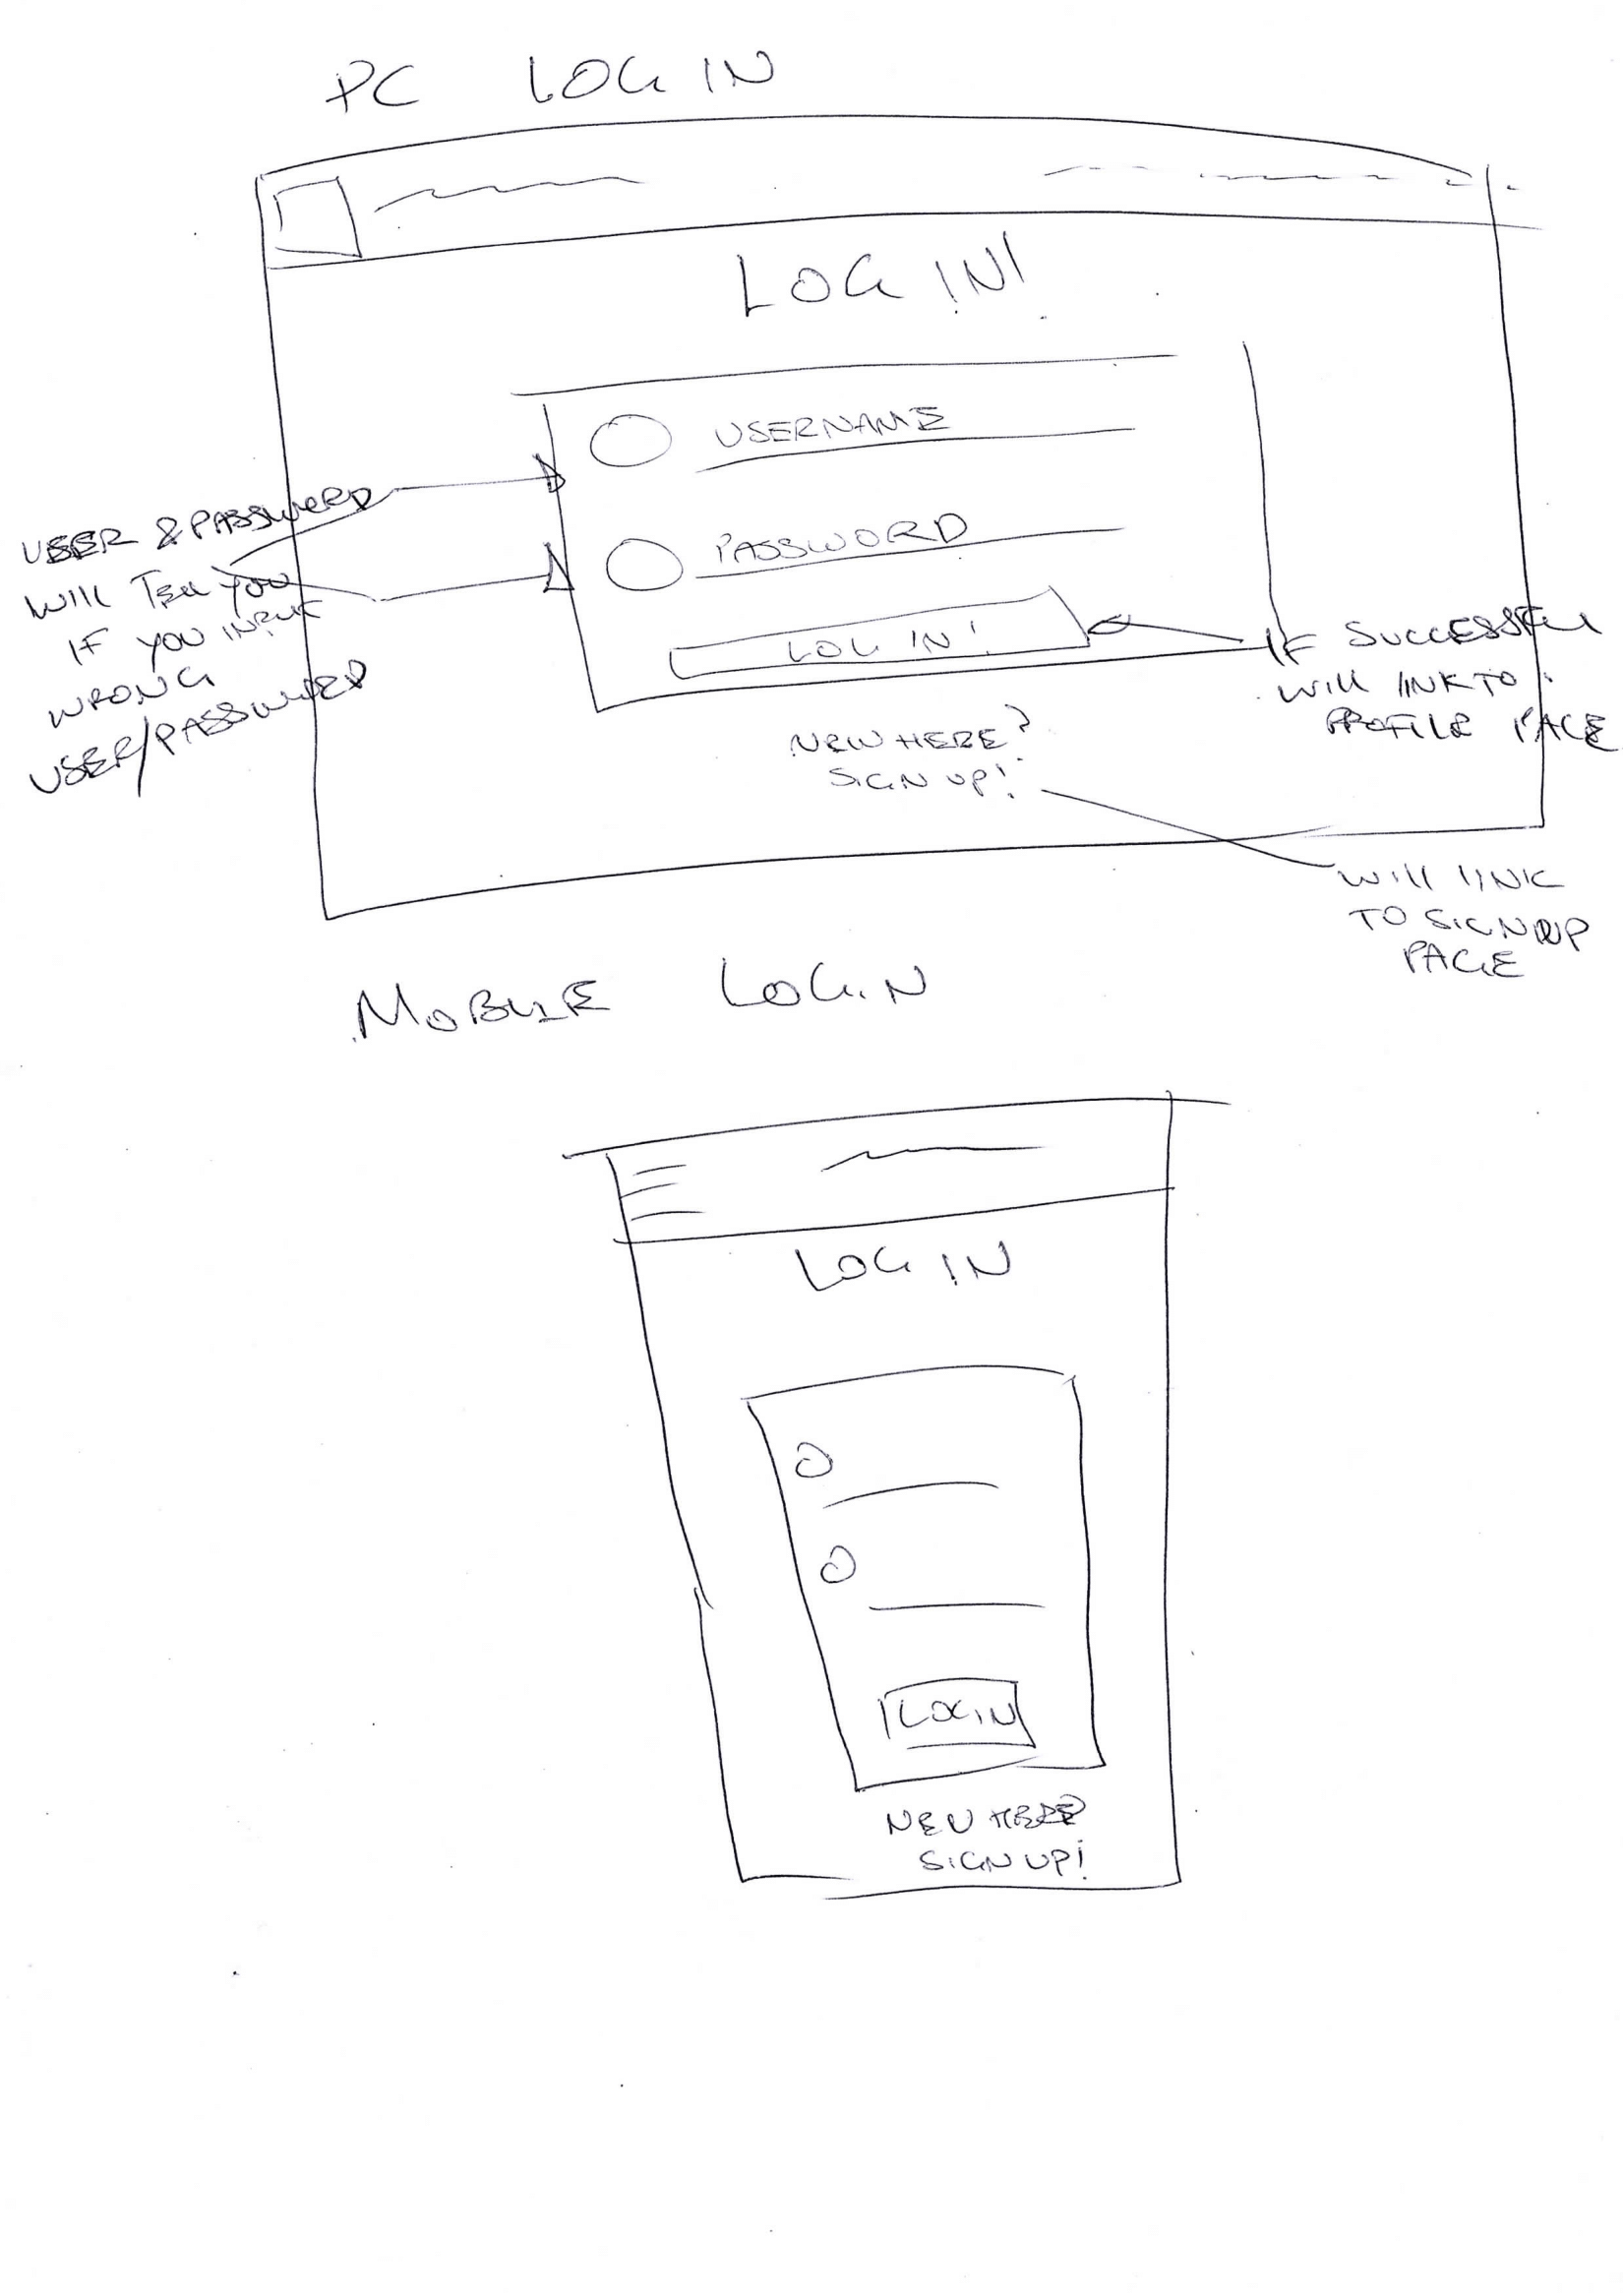 PC LOG IN
LOG IN!
USERNAME
PASSWORD
LOG IN!
NEW HERE?
SIGN UP!
USER & PASSWORD
WILL TELL YOU
IF YOU INPUT
WRONG
USER/PASSWORD
IF SUCCESSFUL
WILL LINK TO
PROFILE PAGE
WILL LINK
TO SIGNUP
PAGE
MOBILE LOGIN
LOG IN
LOGIN
NEW HERE?
SIGN UP!